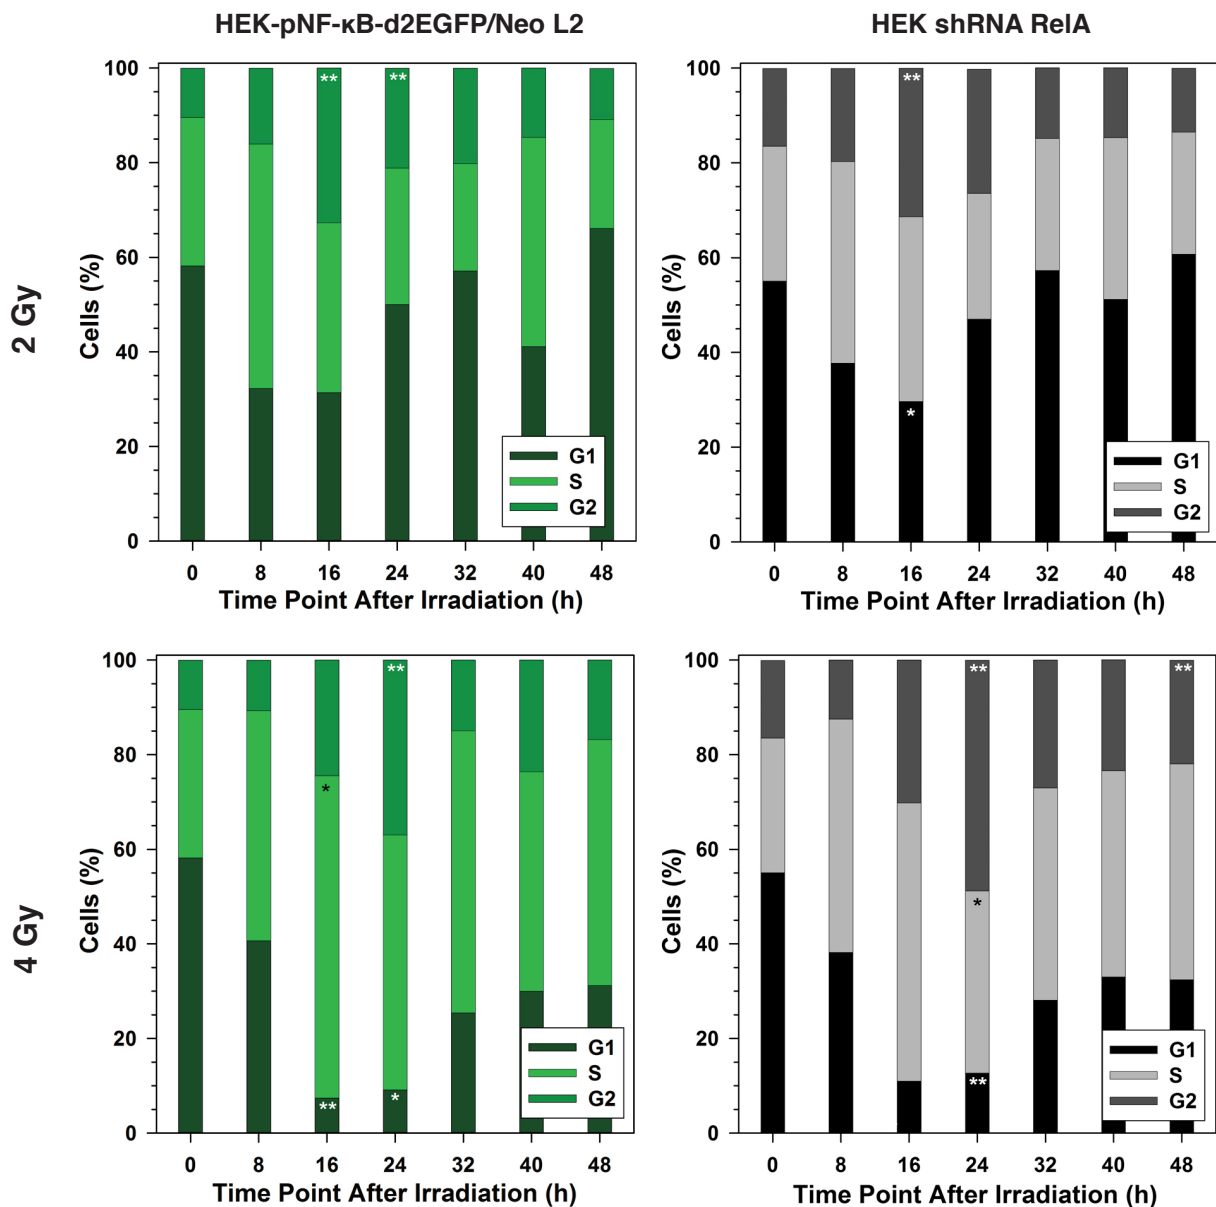 HEK-pNF-κB-d2EGFP/Neo L2
HEK shRNA RelA
2 Gy
Cells (%)
100
80
60
40
20
0
** **
G1
S
G2
0 8 16 24 32 40 48
Time Point After Irradiation (h)
Cells (%)
100
80
60
40
20
0
**
*
G1
S
G2
0 8 16 24 32 40 48
Time Point After Irradiation (h)
4 Gy
Cells (%)
100
80
60
40
20
0
**
*
** *
G1
S
G2
0 8 16 24 32 40 48
Time Point After Irradiation (h)
Cells (%)
100
80
60
40
20
0
** **
*
**
G1
S
G2
0 8 16 24 32 40 48
Time Point After Irradiation (h)